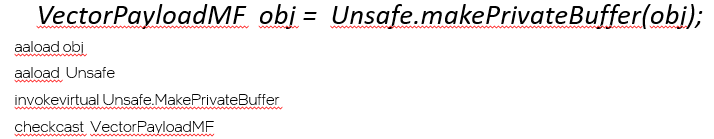 VectorPayloadMF obj = Unsafe.makePrivateBuffer(obj);
aaload obj
aaload Unsafe
invokevirtual Unsafe.MakePrivateBuffer
checkcast VectorPayloadMF